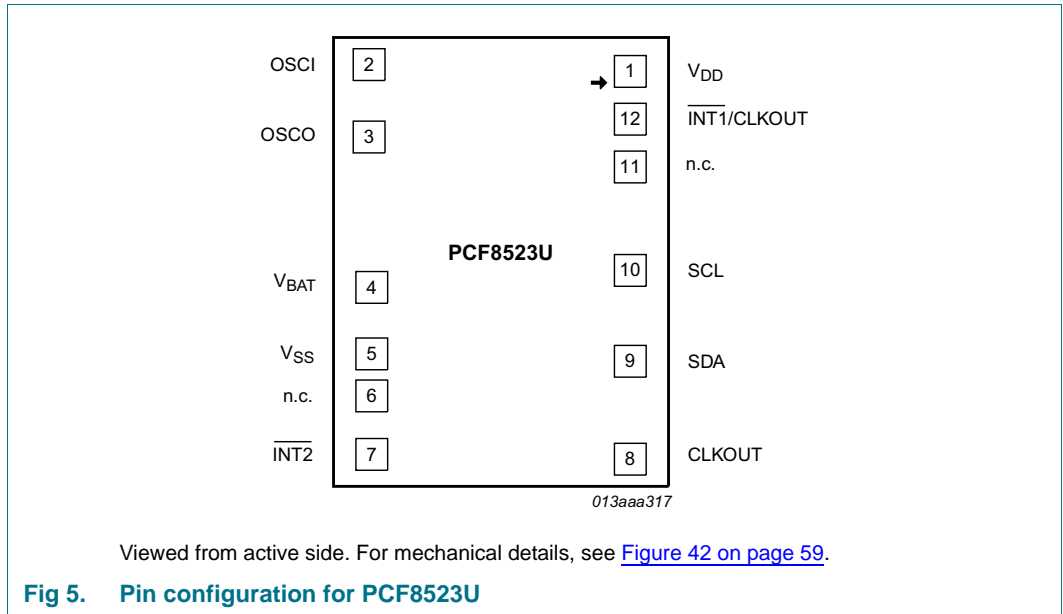 OSCI 2 1 VDD
12 INT1/CLKOUT
OSCO 3
11 n.c.
PCF8523U
10 SCL
VBAT 4
VSS 5 9 SDA
n.c. 6
INT2 7 8 CLKOUT
013aaa317
Viewed from active side. For mechanical details, see Figure 42 on page 59.
Fig 5. Pin configuration for PCF8523U